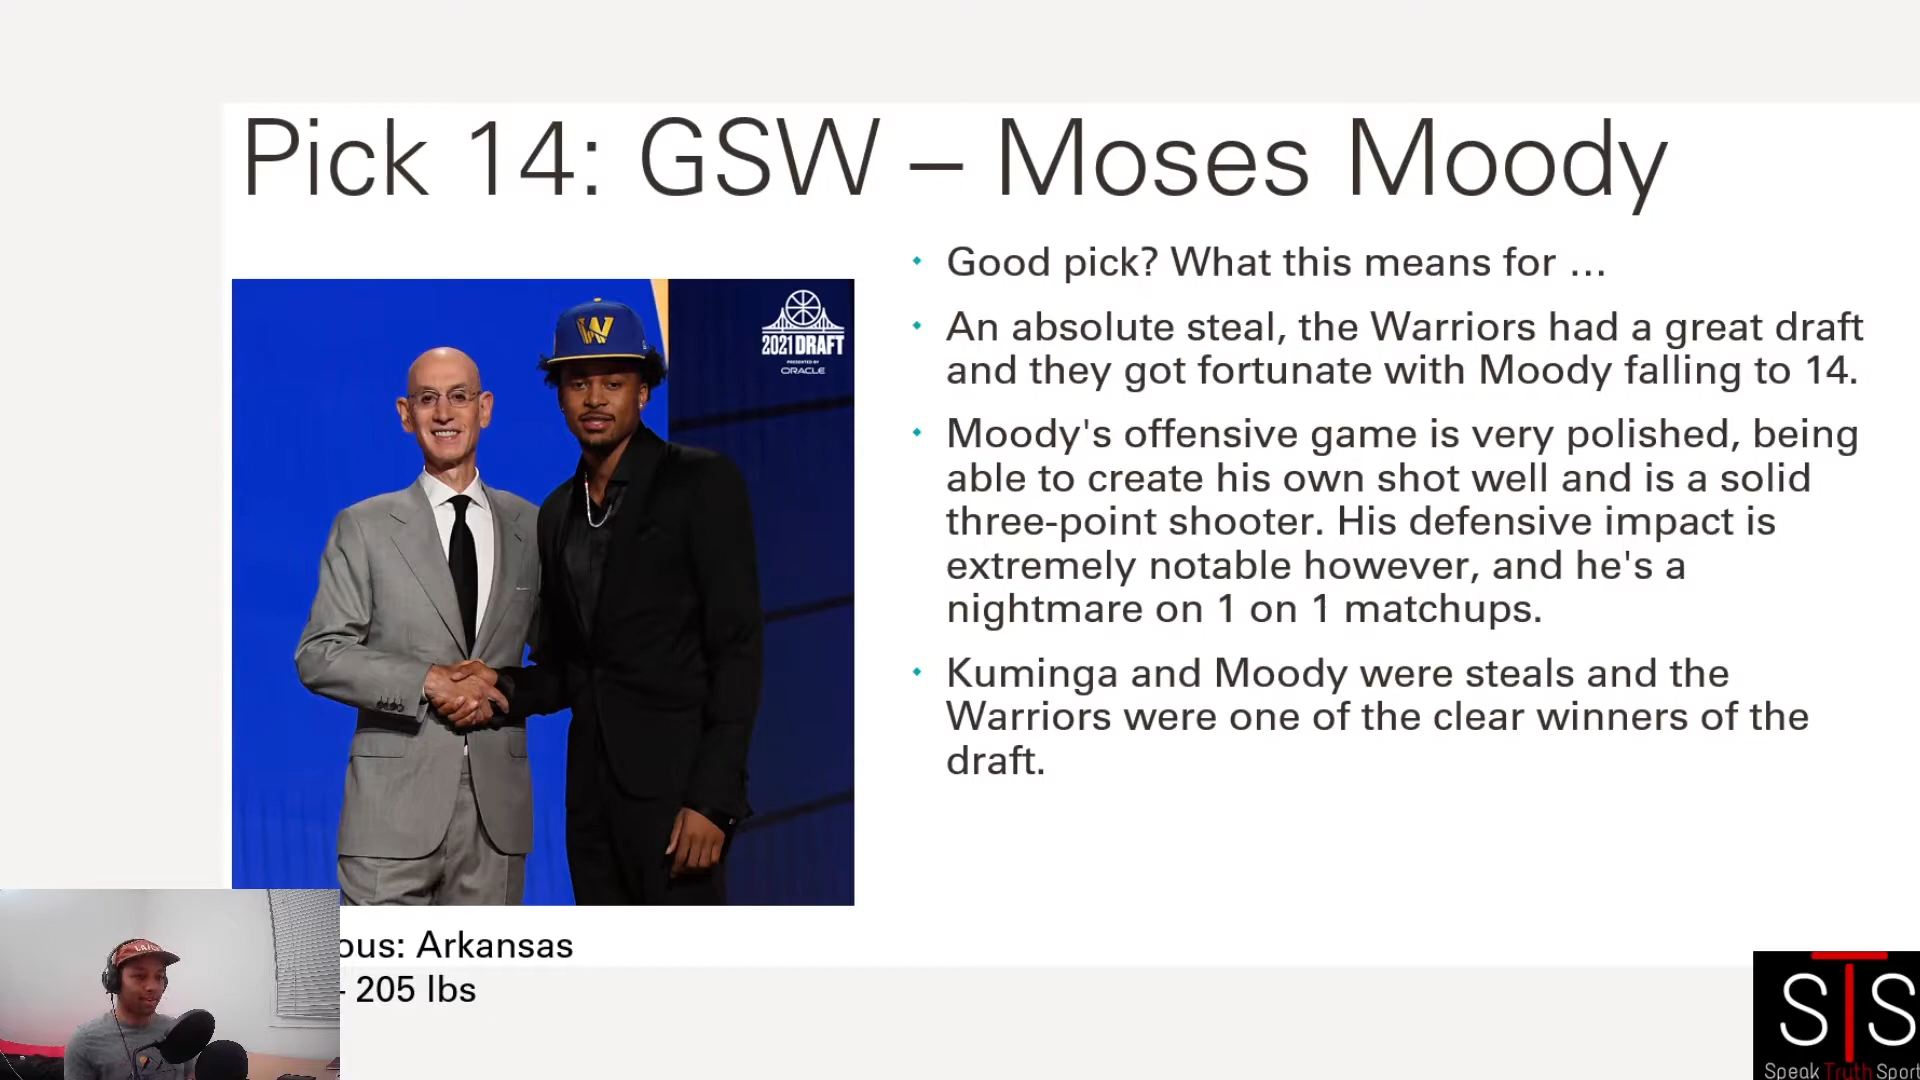 Pick 14: GSW – Moses Moody
Good pick? What this means for ...
An absolute steal, the Warriors had a great draft
and they got fortunate with Moody falling to 14.
Moody's offensive game is very polished, being
able to create his own shot well and is a solid
three-point shooter. His defensive impact is
extremely notable however, and he's a
nightmare on 1 on 1 matchups.
Kuminga and Moody were steals and the
Warriors were one of the clear winners of the
draft.
W
2021 DRAFT
PRESENTED BY
ORACLE
ous: Arkansas
- 205 lbs
STS
Speak Truth Sport